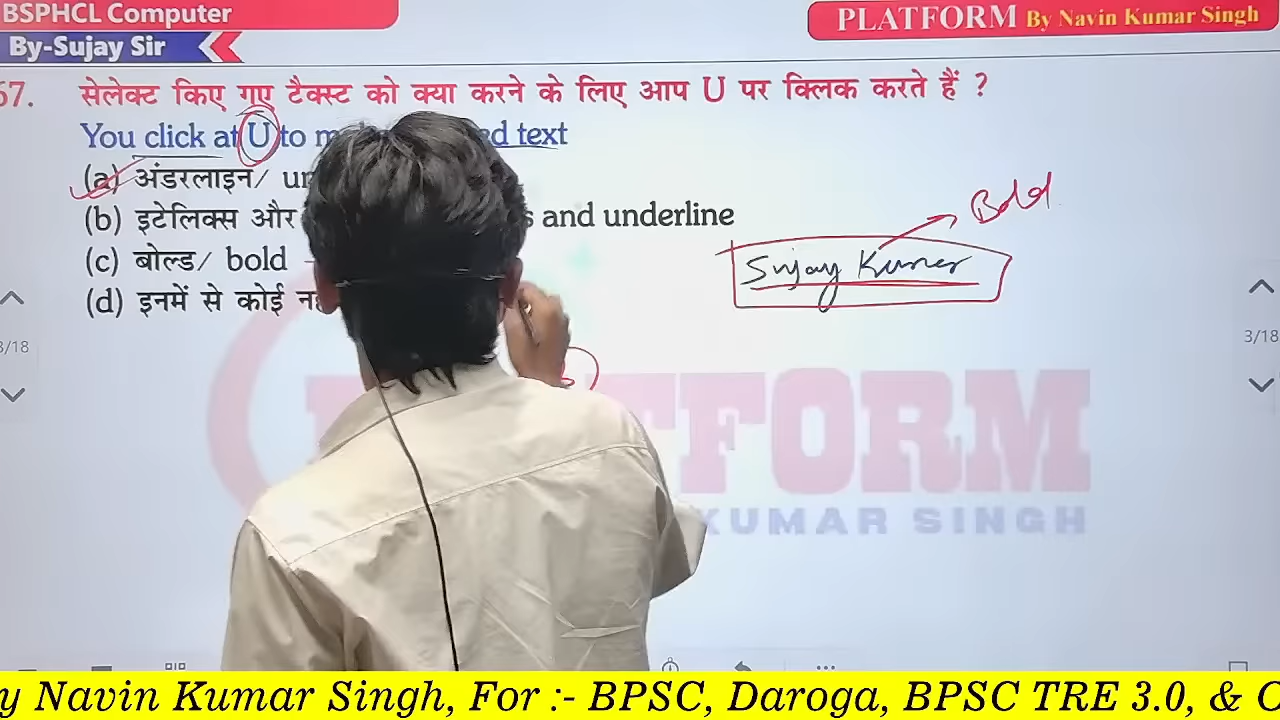 BSPHCL Computer
By-Sujay Sir
PLATFORM By Navin Kumar Singh
67. सेलेक्ट किए गए टैक्स्ट को क्या करने के लिए आप U पर क्लिक करते हैं ?
You click at U to text
(a) अंडरलाइन/
(b) इटेलिक्स और and underline
(c) बोल्ड/ bold
(d) इनमें से कोई
Bold
Sujay Kumar
3/18
3/18
FORM
KUMAR SINGH
Navin Kumar Singh, For :- BPSC, Daroga, BPSC TRE 3.0, &